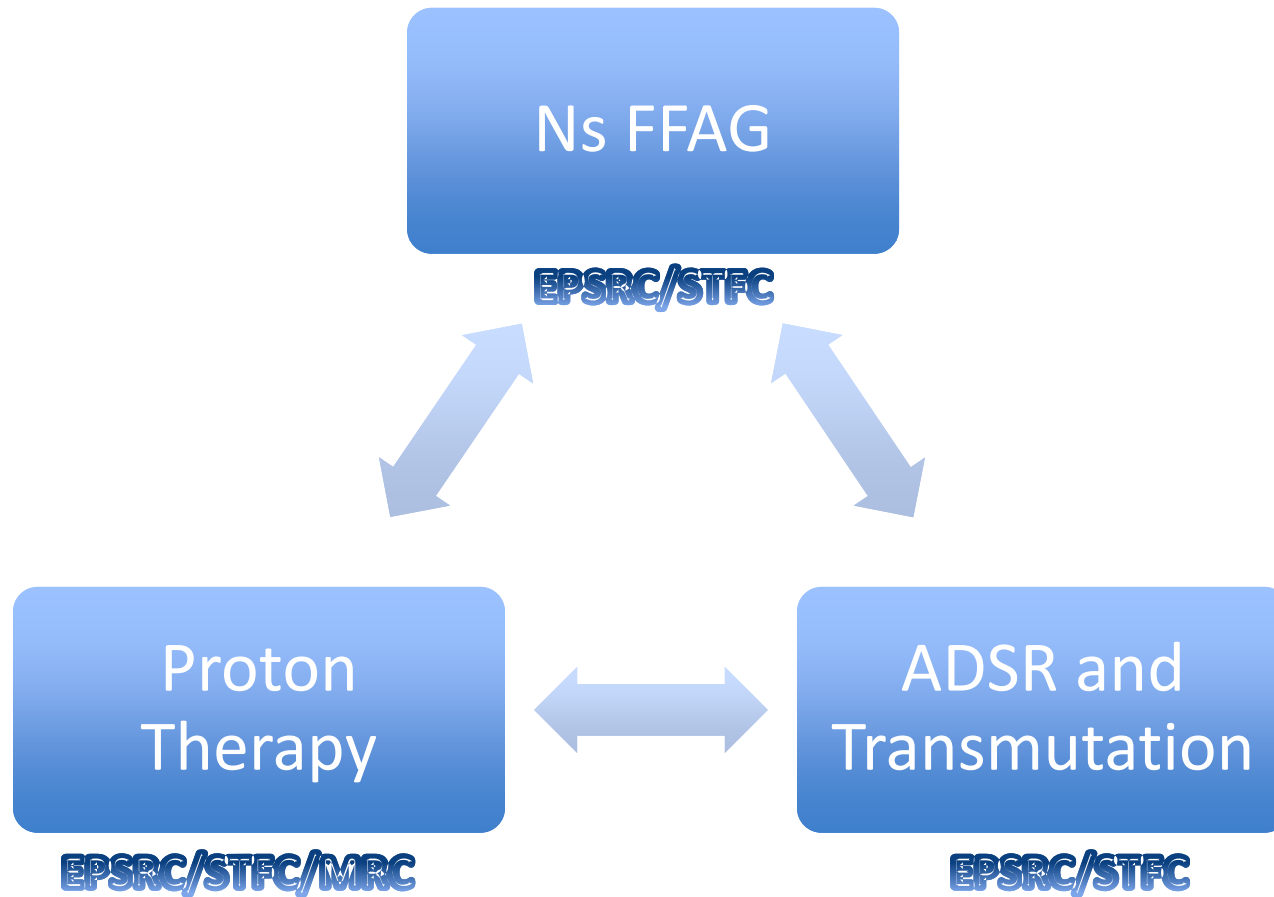 Ns FFAG
EPSRC/STFC
Proton
Therapy
EPSRC/STFC/MRC
ADSR and
Transmutation
EPSRC/STFC